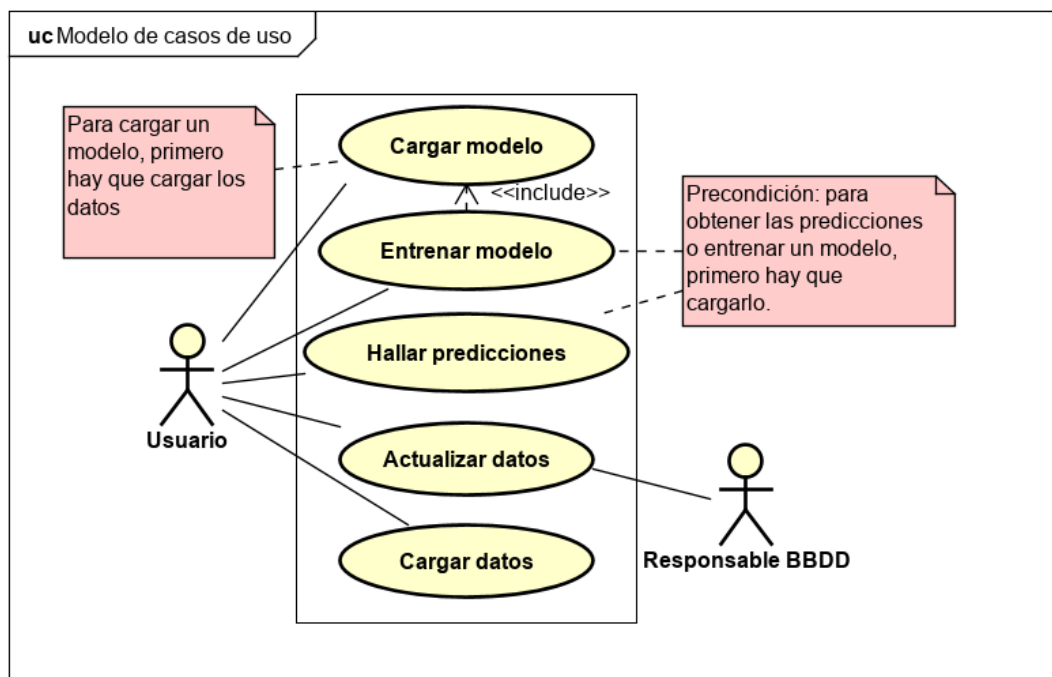 uc Modelo de casos de uso
Para cargar un
modelo, primero
hay que cargar los
datos
Cargar modelo
<<include>>
Precondición: para
obtener las predicciones
o entrenar un modelo,
primero hay que
cargarlo.
Entrenar modelo
Hallar predicciones
Usuario
Actualizar datos
Cargar datos
Responsable BBDD